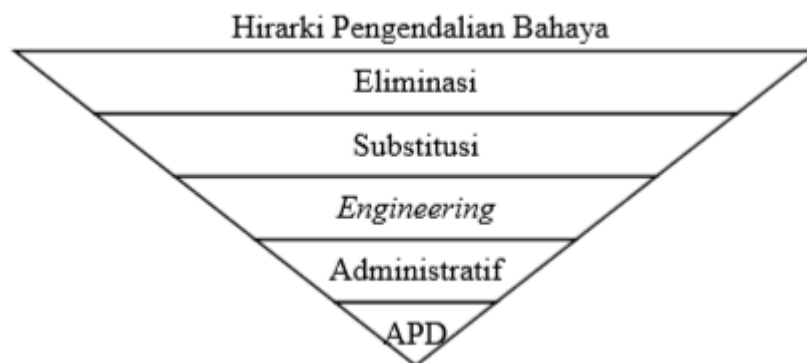 Hirarki Pengendalian Bahaya
Eliminasi
Substitusi
Engineering
Administratif
APD